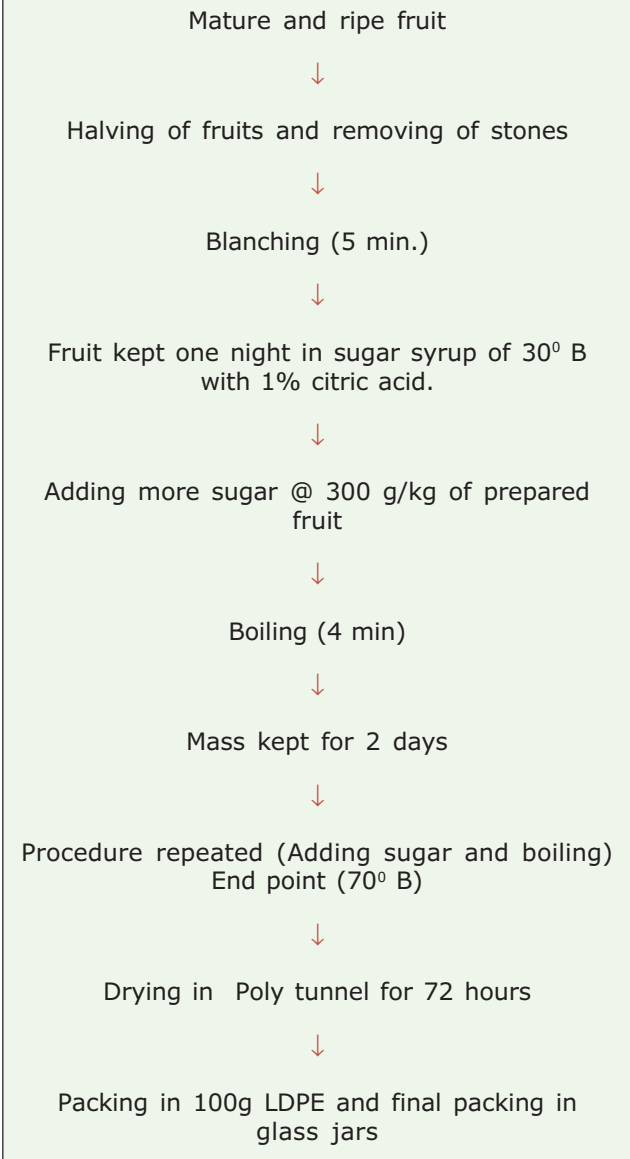 Mature and ripe fruit
↓
Halving of fruits and removing of stones
↓
Blanching (5 min.)
↓
Fruit kept one night in sugar syrup of 30⁰ B
with 1% citric acid.
↓
Adding more sugar @ 300 g/kg of prepared
fruit
↓
Boiling (4 min)
↓
Mass kept for 2 days
↓
Procedure repeated (Adding sugar and boiling)
End point (70⁰ B)
↓
Drying in Poly tunnel for 72 hours
↓
Packing in 100g LDPE and final packing in
glass jars